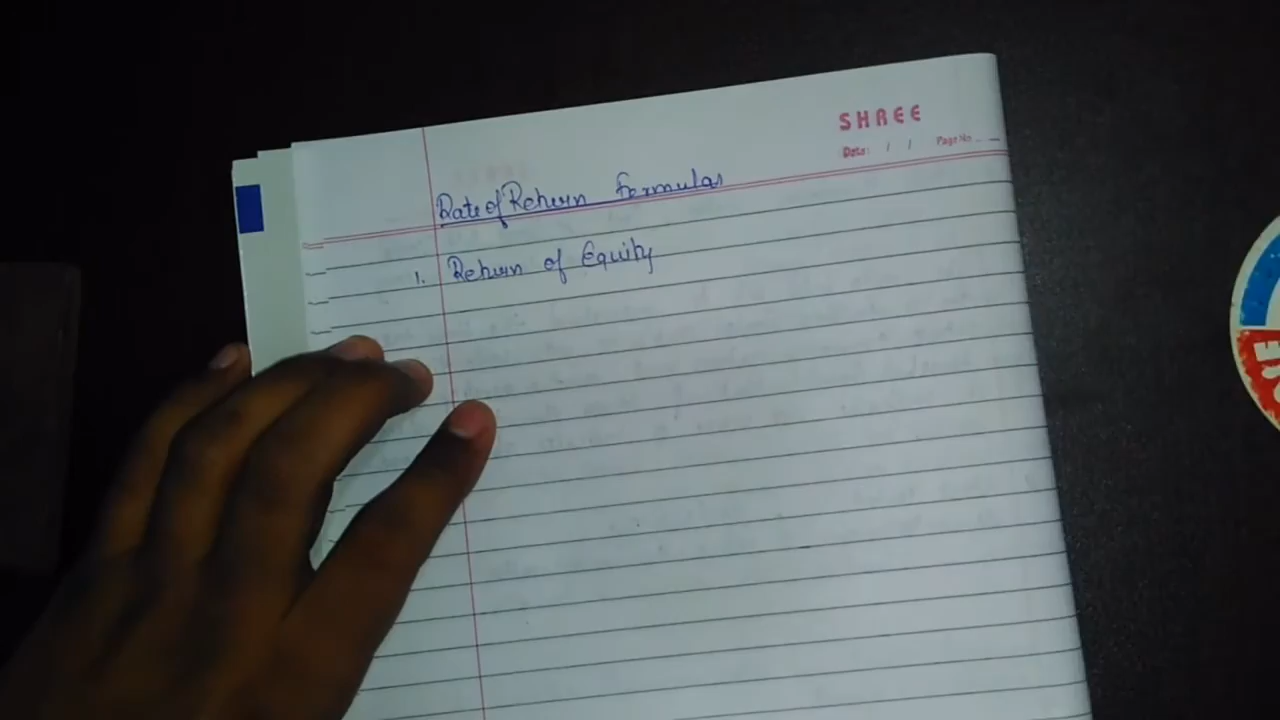 SHREE
Date: / / Page No.
Rate of Return Formulas
1. Return of Equity